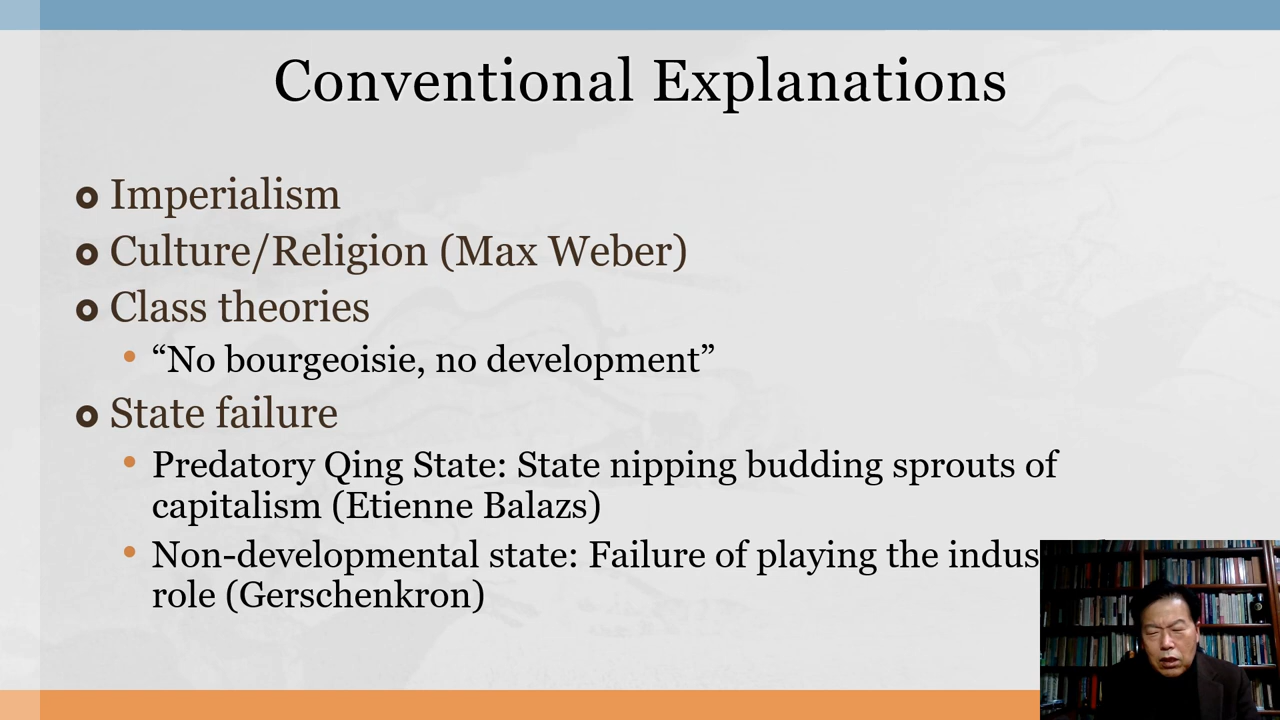 Conventional Explanations
Imperialism
Culture/Religion (Max Weber)
Class theories
“No bourgeoisie, no development”
State failure
Predatory Qing State: State nipping budding sprouts of
capitalism (Etienne Balazs)
Non-developmental state: Failure of playing the
role (Gerschenkron)